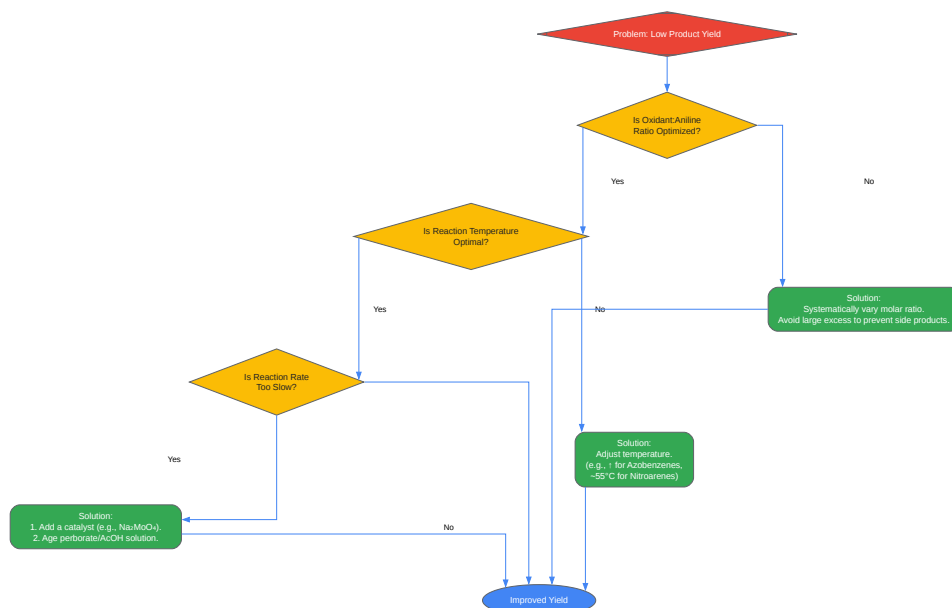 Problem: Low Product Yield
Is Oxidant:Aniline
Ratio Optimized?
Yes
No
Is Reaction Temperature
Optimal?
Solution:
Systematically vary molar ratio.
Avoid large excess to prevent side products.
Yes
No
Is Reaction Rate
Too Slow?
Solution:
Adjust temperature.
(e.g., ↑ for Azobenzenes,
~55°C for Nitroarenes)
Yes
Solution:
1. Add a catalyst (e.g., Na₂MoO₄).
2. Age perborate/AcOH solution.
No
Improved Yield